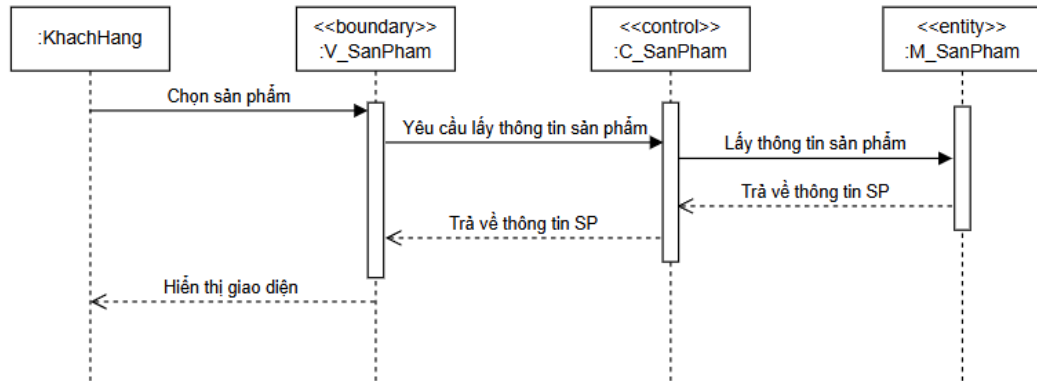 :KhachHang
<<boundary>>
:V_SanPham
<<control>>
:C_SanPham
<<entity>>
:M_SanPham
Chọn sản phẩm
Yêu cầu lấy thông tin sản phẩm
Lấy thông tin sản phẩm
Trả về thông tin SP
Trả về thông tin SP
Hiển thị giao diện